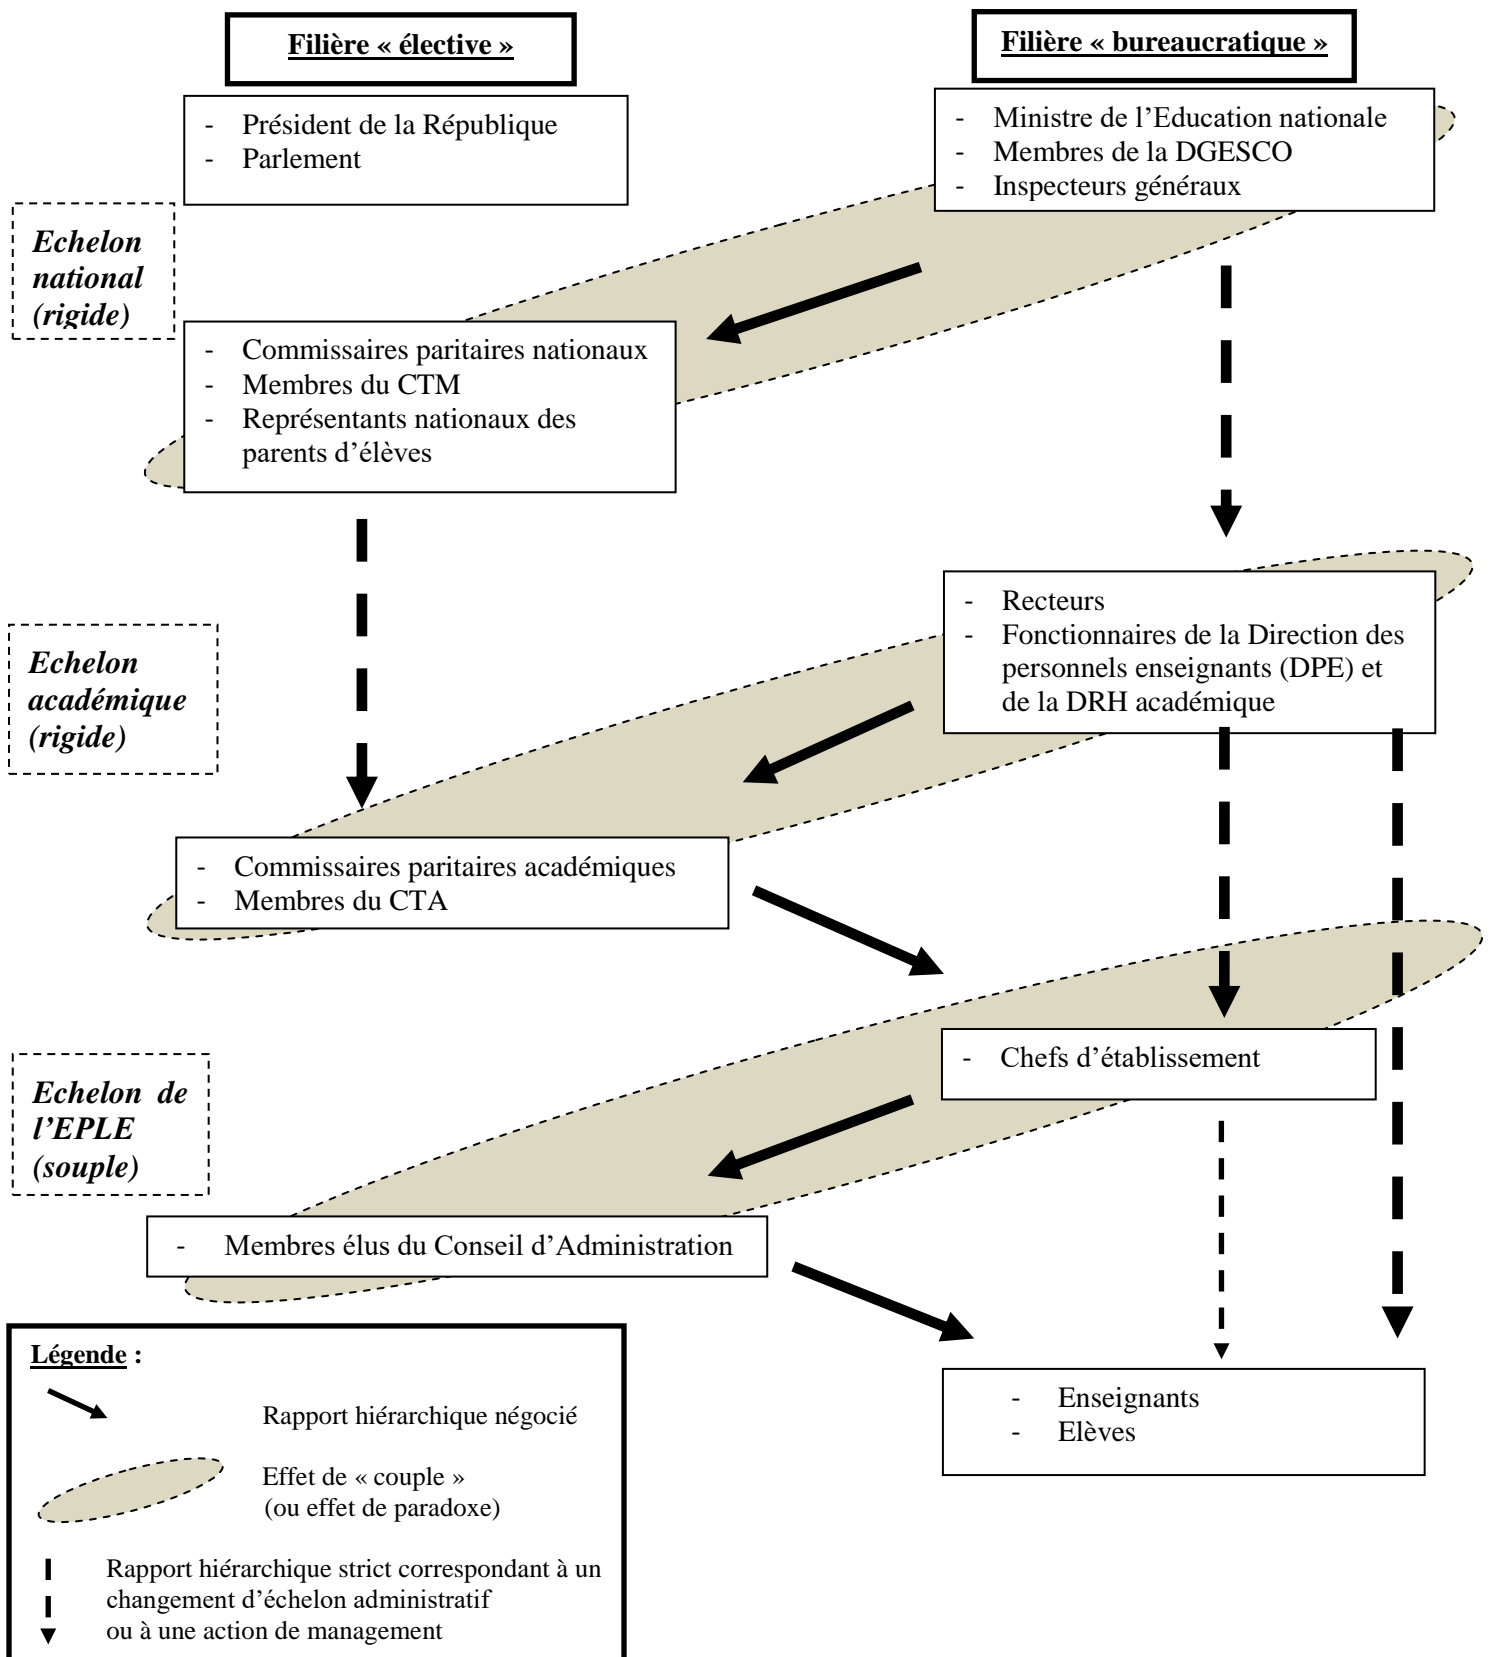 Filière « élective »
Filière « bureaucratique »
- Président de la République
- Parlement
- Ministre de l’Education nationale
- Membres de la DGESCO
- Inspecteurs généraux
Echelon
national
(rigide)
- Commissaires paritaires nationaux
- Membres du CTM
- Représentants nationaux des
parents d’élèves
- Recteurs
- Fonctionnaires de la Direction des
personnels enseignants (DPE) et
de la DRH académique
Echelon
académique
(rigide)
- Commissaires paritaires académiques
- Membres du CTA
- Chefs d’établissement
Echelon de
l’EPLE
(souple)
- Membres élus du Conseil d’Administration
- Enseignants
- Elèves
Légende :
Rapport hiérarchique négocié
Effet de « couple »
(ou effet de paradoxe)
Rapport hiérarchique strict correspondant à un
changement d’échelon administratif
ou à une action de management